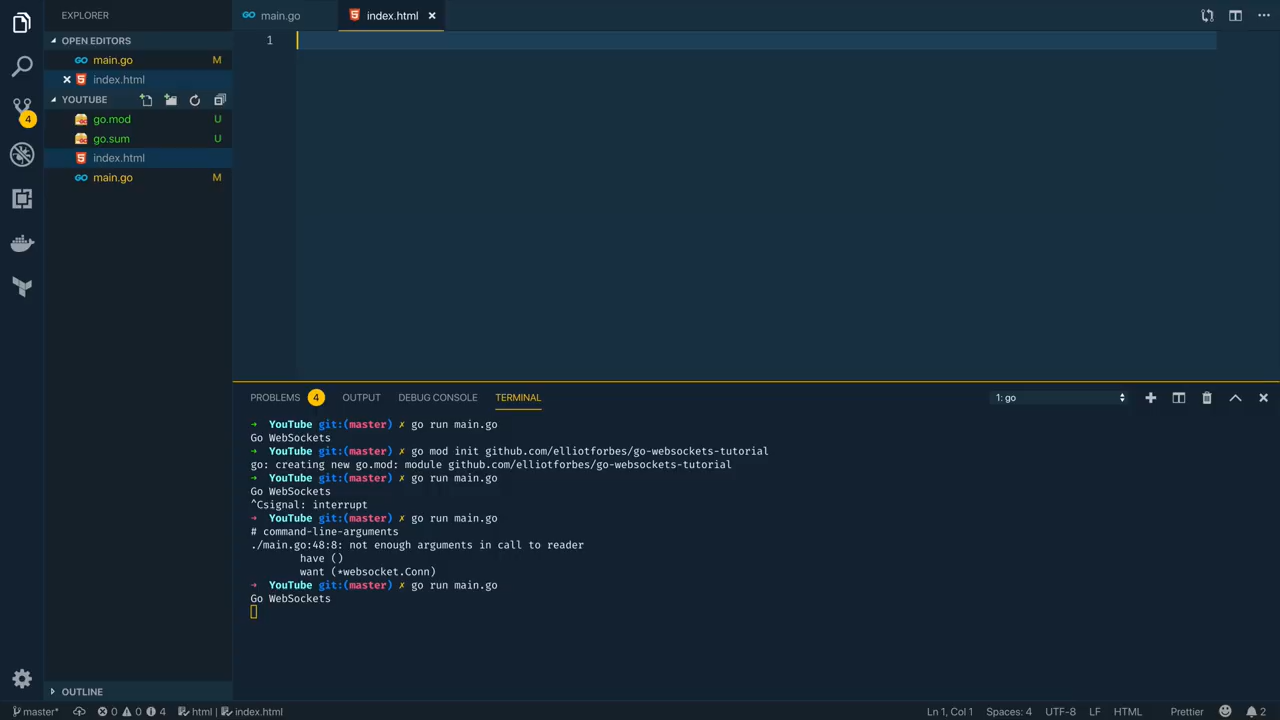 EXPLORER
main.go
index.html
OPEN EDITORS
main.go M
index.html
YOUTUBE
go.mod U
go.sum U
index.html
main.go M
4
OUTLINE
1
PROBLEMS 4 OUTPUT DEBUG CONSOLE TERMINAL
1: go
➜ YouTube git:(master) ✗ go run main.go
Go WebSockets
➜ YouTube git:(master) ✗ go mod init github.com/elliotforbes/go-websockets-tutorial
go: creating new go.mod: module github.com/elliotforbes/go-websockets-tutorial
➜ YouTube git:(master) ✗ go run main.go
Go WebSockets
^Csignal: interrupt
➜ YouTube git:(master) ✗ go run main.go
# command-line-arguments
./main.go:48:8: not enough arguments in call to reader
have ()
want (*websocket.Conn)
➜ YouTube git:(master) ✗ go run main.go
Go WebSockets
master* 0 0 4 html index.html Ln 1, Col 1 Spaces: 4 UTF-8 LF HTML Prettier 2